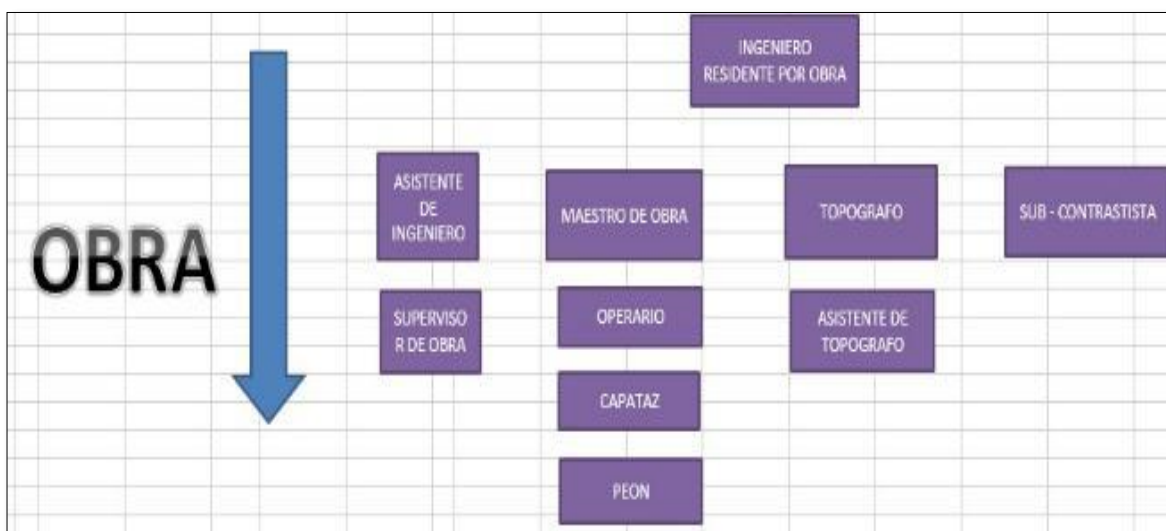 INGENIERO
RESIDENTE POR OBRA
ASISTENTE
DE
INGENIERO
MAESTRO DE OBRA
TOPOGRAFO
SUB - CONTRASTISTA
OBRA
SUPERVISO
R DE OBRA
OPERARIO
ASISTENTE DE
TOPOGRAFO
CAPATAZ
PEON